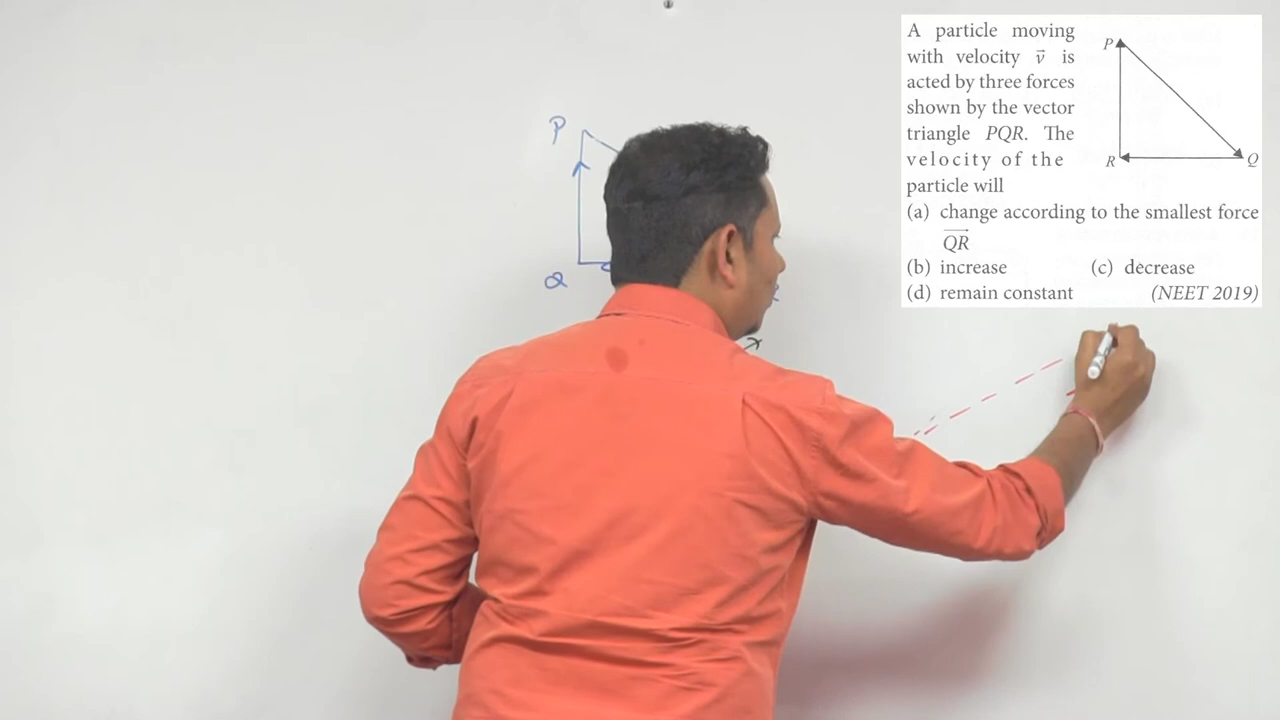 A particle moving
with velocity v⃗ is
acted by three forces
shown by the vector
triangle PQR. The
velocity of the
particle will
(a) change according to the smallest force
QR⃗
(b) increase (c) decrease
(d) remain constant (NEET 2019)
P
R
Q
P
Q